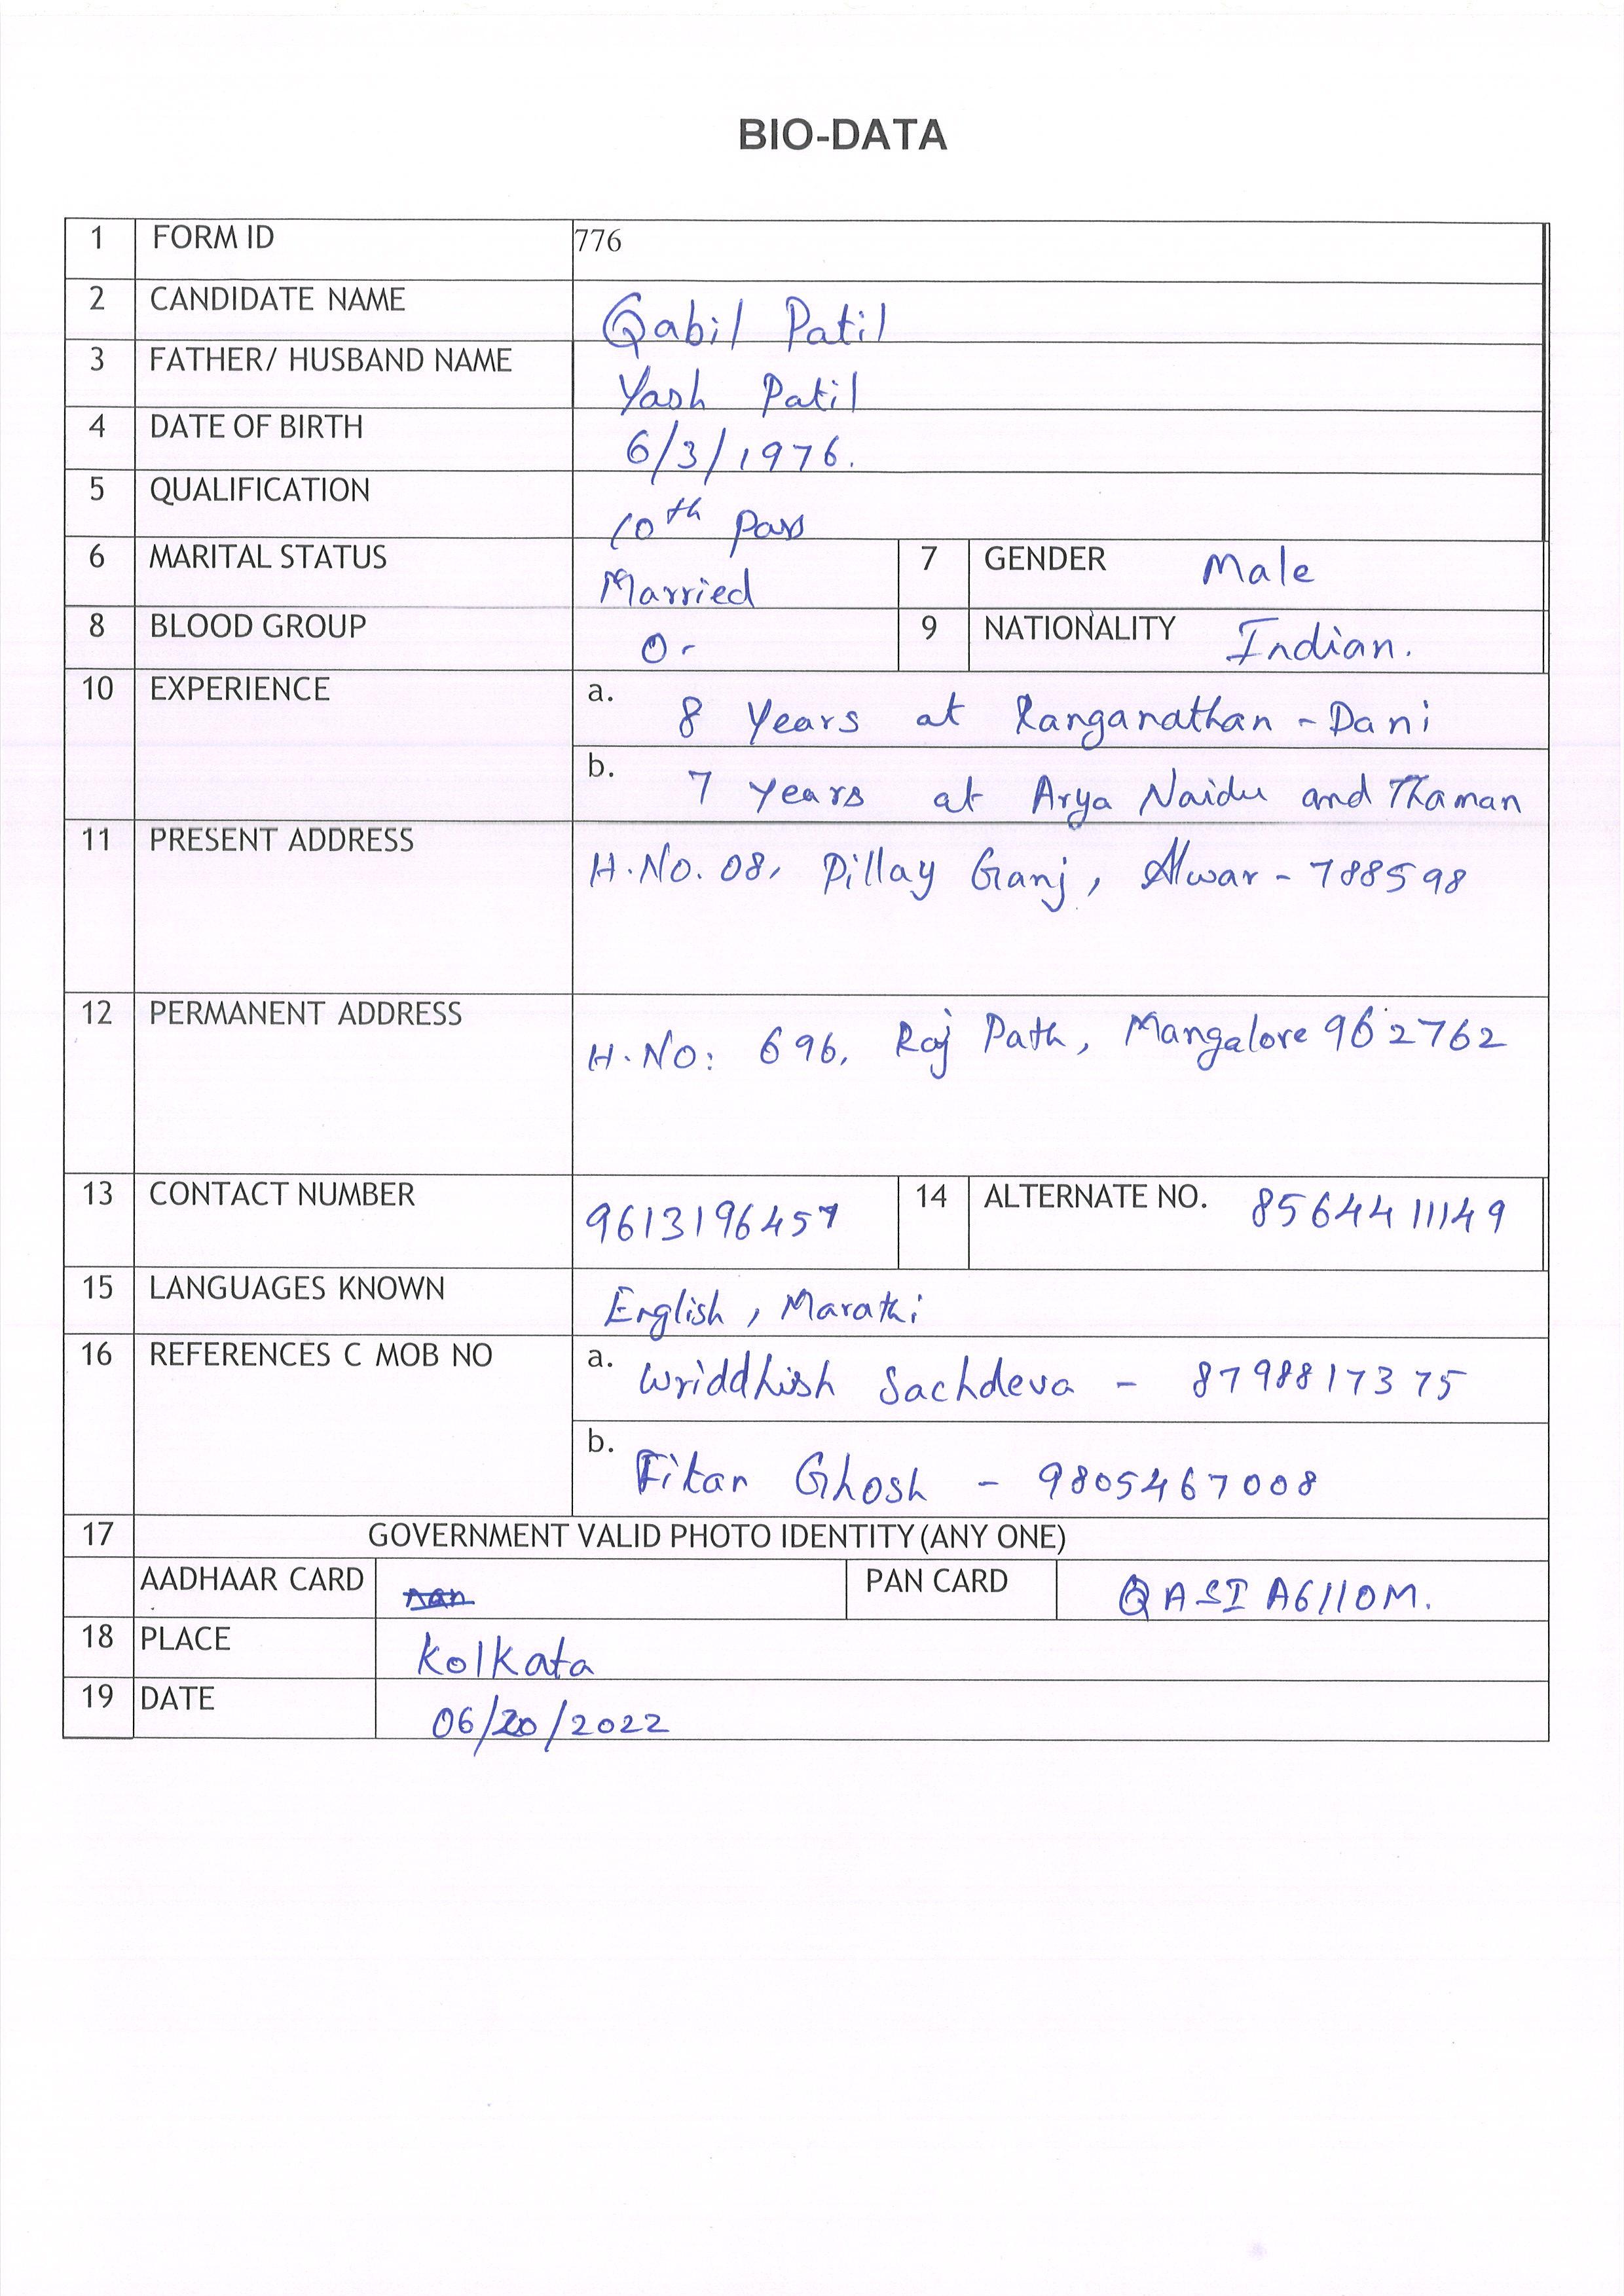 BIO-DATA
1 FORM ID 776
2 CANDIDATE NAME Qabil Patil
3 FATHER/ HUSBAND NAME Yash Patil
4 DATE OF BIRTH 6/3/1976.
5 QUALIFICATION 10th pass
6 MARITAL STATUS Married 7 GENDER Male
8 BLOOD GROUP O- 9 NATIONALITY Indian.
10 EXPERIENCE a. 8 Years at Ranganathan - Dani
b. 7 Years at Arya Naidu and Thaman
11 PRESENT ADDRESS H.No. 08, Pillay Ganj, Alwar - 788598
12 PERMANENT ADDRESS H.NO: 696, Raj Path, Mangalore 962762
13 CONTACT NUMBER 9613196457 14 ALTERNATE NO. 8564411149
15 LANGUAGES KNOWN English, Marathi
16 REFERENCES C MOB NO a. Wriddhish Sachdeva - 8798817375
b. Fitan Ghosh - 9805467008
17 GOVERNMENT VALID PHOTO IDENTITY(ANY ONE)
AADHAAR CARD PAN CARD QASIA6110M.
18 PLACE Kolkata
19 DATE 06/20/2022